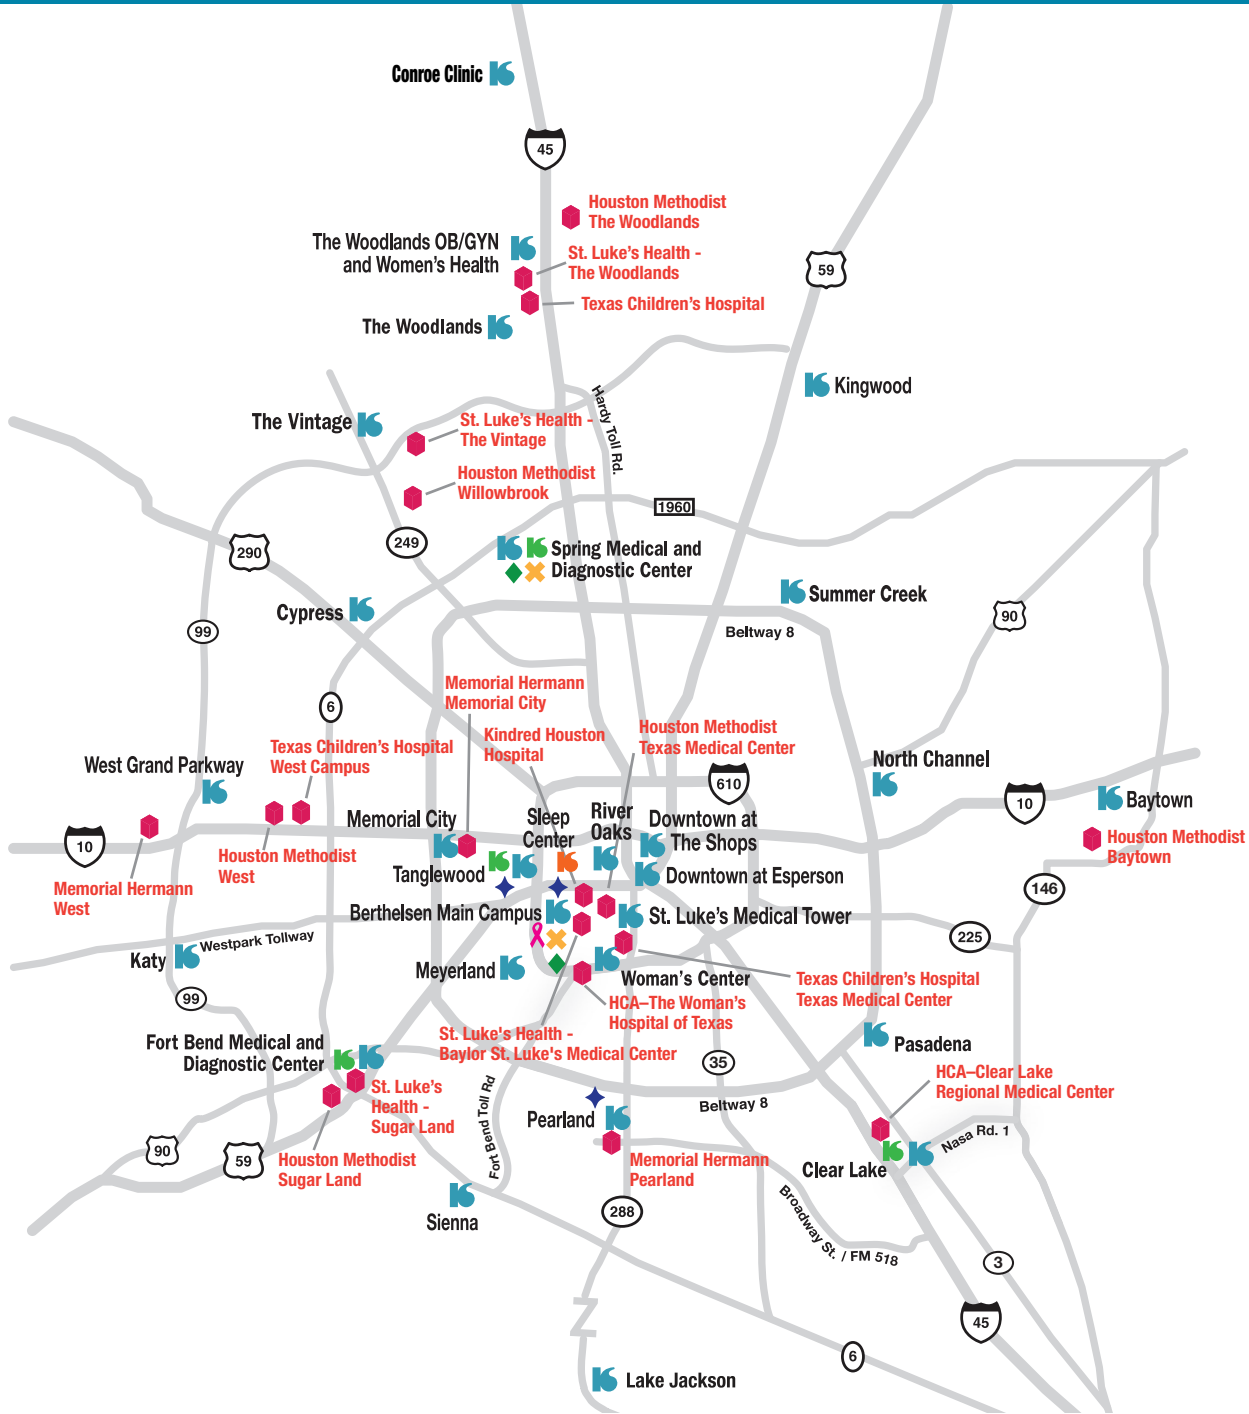 Conroe Clinic
45
Houston Methodist
The Woodlands
The Woodlands OB/GYN
and Women's Health
St. Luke's Health -
The Woodlands
59
Texas Children's Hospital
The Woodlands
Kingwood
Hardy Toll Rd.
The Vintage
St. Luke's Health -
The Vintage
Houston Methodist
Willowbrook
1960
249
290
Spring Medical and
Diagnostic Center
Summer Creek
Cypress
90
99
Beltway 8
Memorial Hermann
Memorial City
6
Kindred Houston
Hospital
Houston Methodist
Texas Medical Center
Texas Children's Hospital
West Campus
West Grand Parkway
North Channel
610
10
Baytown
Memorial City
Sleep
Center
River
Oaks
Downtown at
The Shops
Houston Methodist
Baytown
10
Houston Methodist
West
Tanglewood
Downtown at Esperson
Memorial Hermann
West
146
Berthelsen Main Campus
St. Luke's Medical Tower
225
Westpark Tollway
Katy
Meyerland
Woman's Center
Texas Children's Hospital
Texas Medical Center
99
HCA–The Woman's
Hospital of Texas
St. Luke's Health -
Baylor St. Luke's Medical Center
Fort Bend Medical and
Diagnostic Center
Pasadena
35
HCA–Clear Lake
Regional Medical Center
St. Luke's
Health -
Sugar Land
Fort Bend Toll Rd
Beltway 8
Pearland
Nasa Rd. 1
90
59
Houston Methodist
Sugar Land
Memorial Hermann
Pearland
Clear Lake
Sienna
288
Broadway St. / FM 518
3
45
6
Lake Jackson